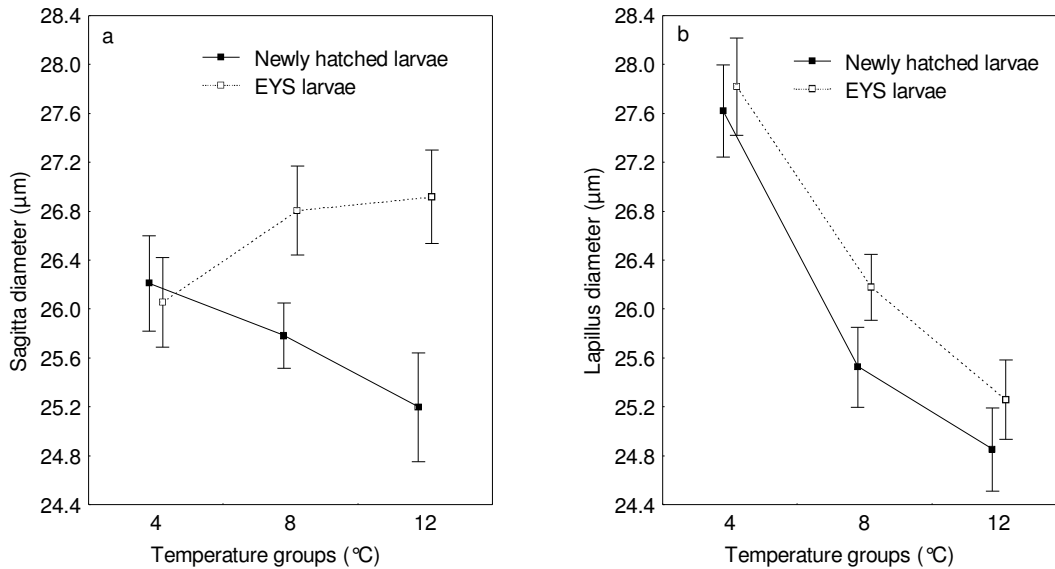 a
Newly hatched larvae
EYS larvae
Sagitta diameter (µm)
28.4
28.0
27.6
27.2
26.8
26.4
26.0
25.6
25.2
24.8
24.4
4
8
12
Temperature groups (°C)
b
Newly hatched larvae
EYS larvae
Lapillus diameter (µm)
28.4
28.0
27.6
27.2
26.8
26.4
26.0
25.6
25.2
24.8
24.4
4
8
12
Temperature groups (°C)